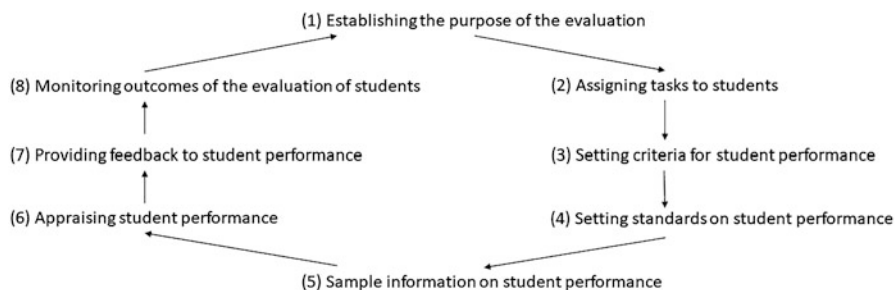 (1) Establishing the purpose of the evaluation
(2) Assigning tasks to students
(3) Setting criteria for student performance
(4) Setting standards on student performance
(5) Sample information on student performance
(6) Appraising student performance
(7) Providing feedback to student performance
(8) Monitoring outcomes of the evaluation of students